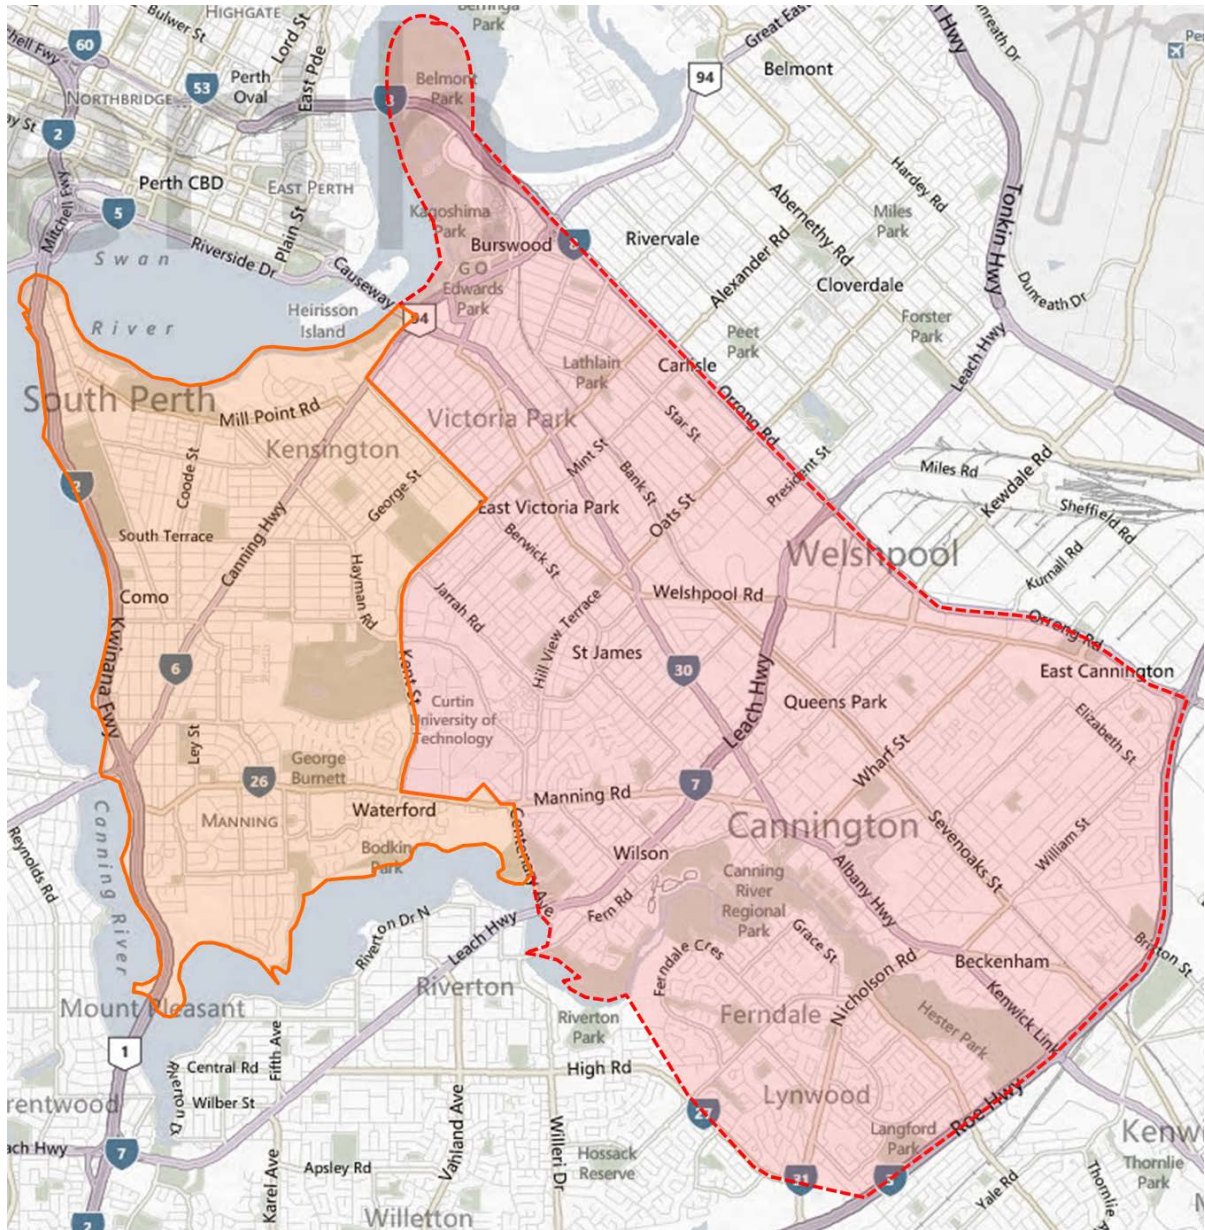 HIGHGATE
Bulwer St
Lord St
East Pde
Berringa
Park
Great East
Dunreath Dr
Belmont
94
60
53
Perth
Oval
NORTHBRIDGE
Belmont
Park
2
Perth CBD
EAST PERTH
Hardey Rd
Tonkin Hwy
Mitchell Fwy
5
Plain St
Riverside Dr
Abernethy Rd
Miles
Park
Kagoshima
Park
Burswood
8
Rivervale
Swan
River
Causeway
G O
Edwards
Park
Alexander Rd
Cloverdale
Dunreath Dr
Heirisson
Island
94
Forster
Park
Peet
Park
Leach Hwy
Lathlain
Park
Carlisle
South Perth
Mill Point Rd
Victoria Park
Star St
Orrong Rd
Kensington
Mint St
Bank St
President St
Miles Rd
Kewdale Rd
Coode St
2
George St
East Victoria Park
Oats St
Sheffield Rd
South Terrace
Canning Hwy
Berwick St
Welshpool
Kurnall Rd
Hayman Rd
Como
Jarrah Rd
Welshpool Rd
Orrong Rd
Kwinana Fwy
Hill View Terrace
St James
Kent St
6
30
East Cannington
Leach Hwy
Queens Park
Curtin
University of
Technology
Elizabeth St
Ley St
George
Burnett
Wharf St
26
7
Manning Rd
Waterford
MANNING
Cannington
Centenary Ave
Sevenoaks St
William St
Bodkin
Park
Wilson
Canning River
Reynolds Rd
Albany Hwy
Canning
River
Regional
Park
Fern Rd
Riverton Dr N
Leach Hwy
Grace St
Nicholson Rd
Ferndale Cres
Brixton St
Beckenham
Riverton
Mount Pleasant
Kenwick Link
Ferndale
Riverton
Park
Hester Park
1
Fifth Ave
Central Rd
High Rd
Riverton Dr
Lynwood
Wilber St
Roe Hwy
Vahland Ave
Willeri Dr
Langford
Park
7
Hossack
Reserve
Apsley Rd
Karel Ave
Yale Rd
Thornlie
Park
Willetton
2